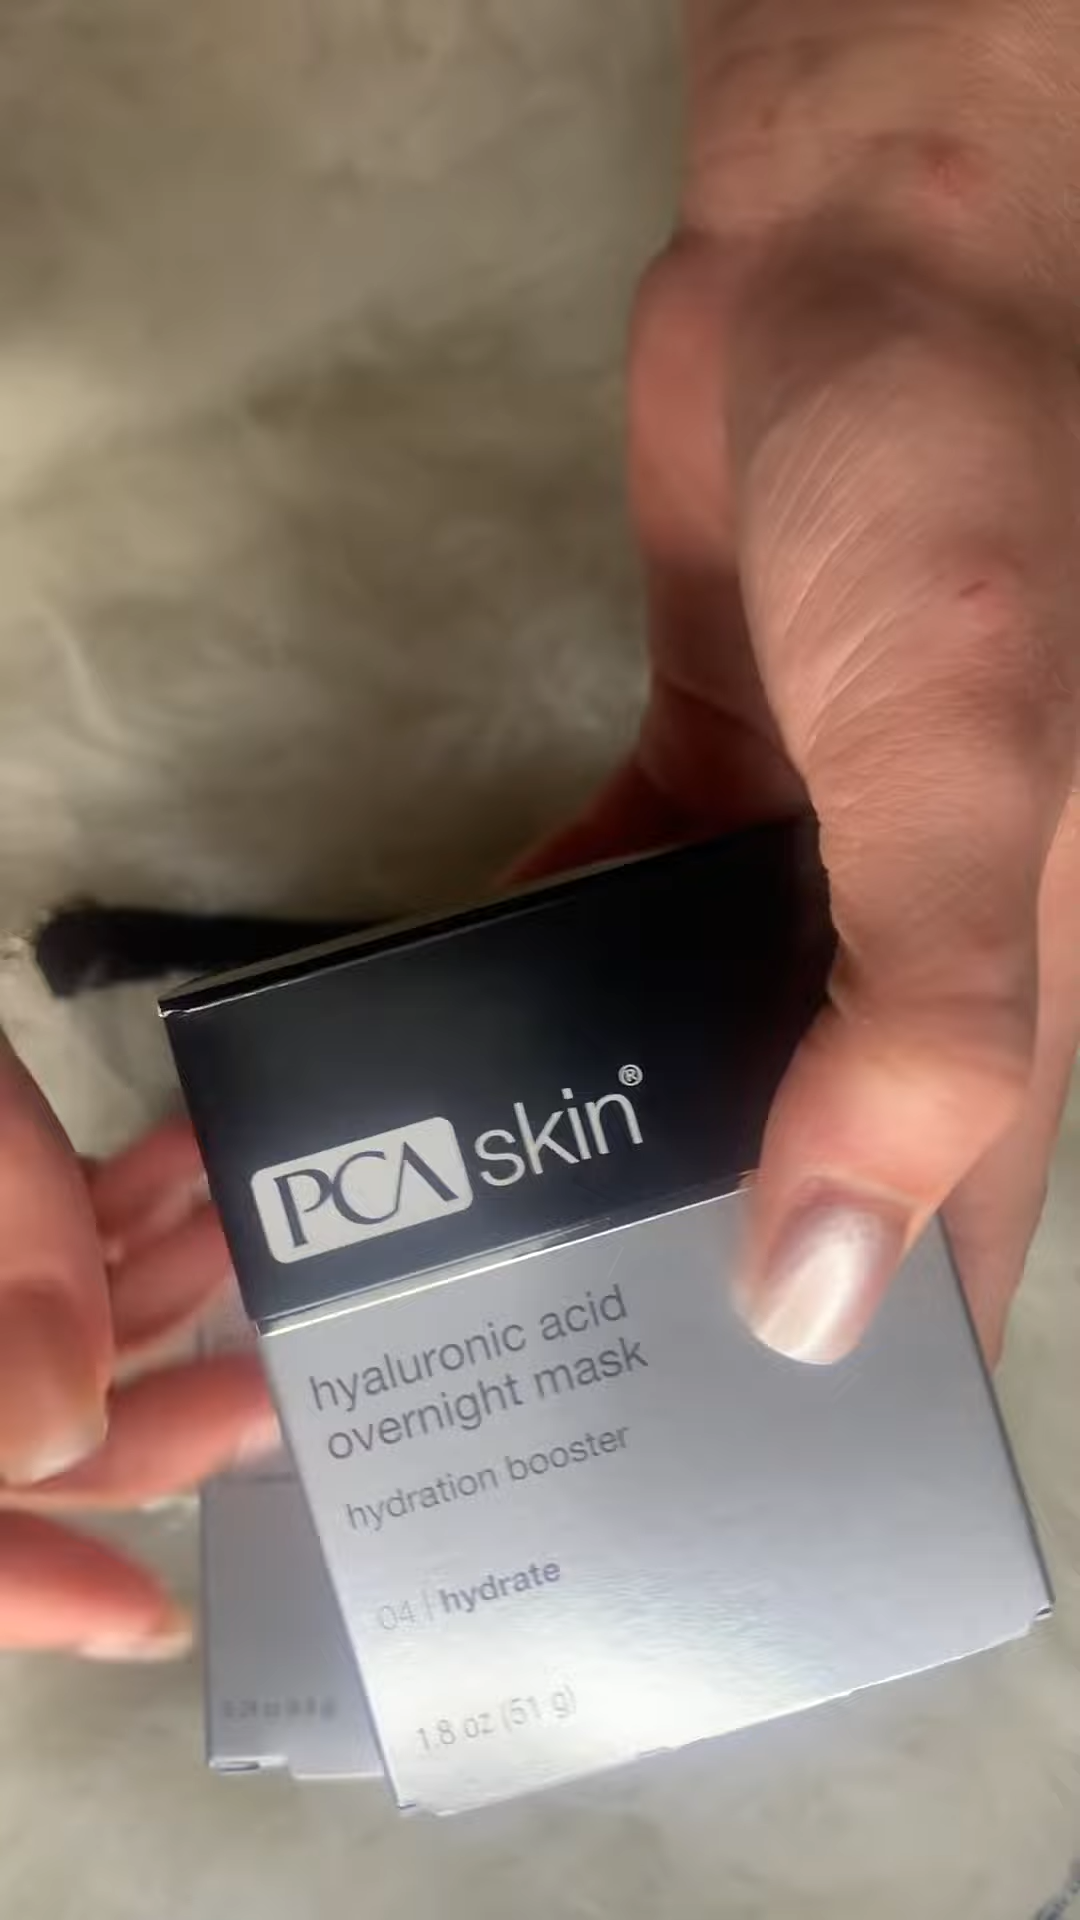 PCA skin®
hyaluronic acid
overnight mask
hydration booster
04 | hydrate
1.8 oz (51 g)